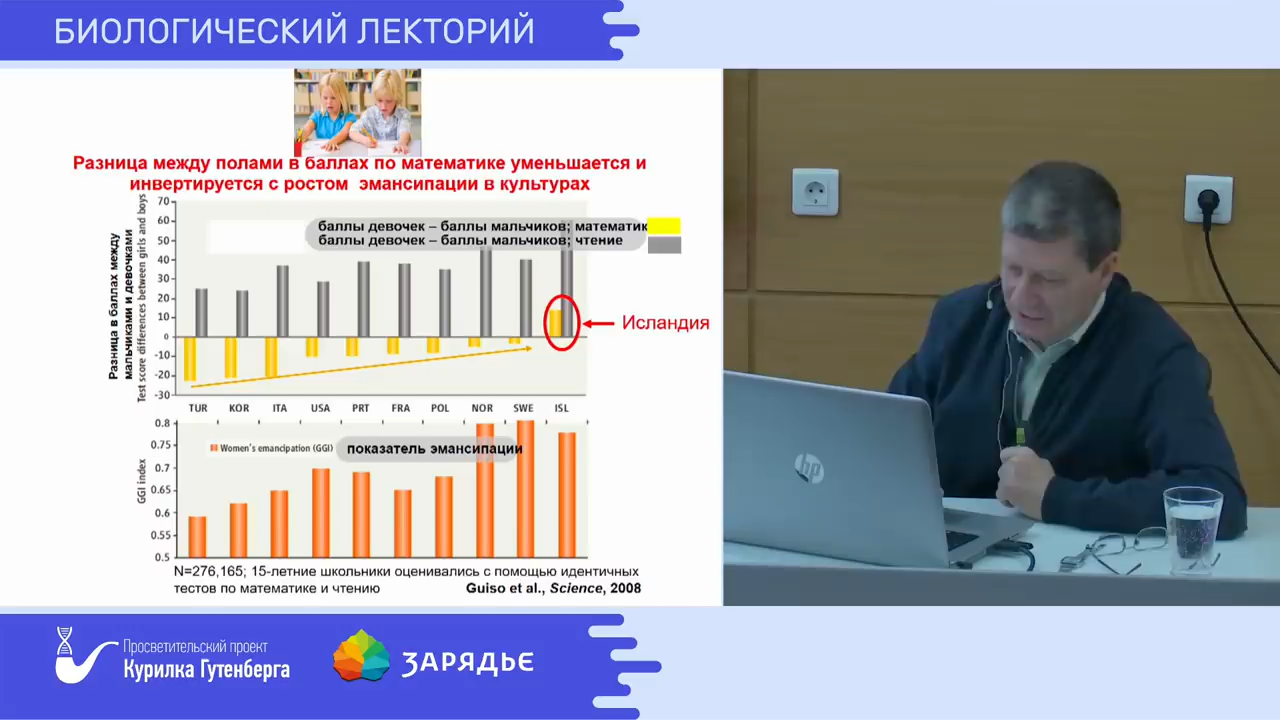 БИОЛОГИЧЕСКИЙ ЛЕКТОРИЙ
Разница между полами в баллах по математике уменьшается и
инвертируется с ростом эмансипации в культурах
Разница в баллах между
мальчиками и девочками
Test score differences between girls and boys
70
60
50
40
30
20
10
0
-10
-20
-30
баллы девочек – баллы мальчиков; математик
баллы девочек – баллы мальчиков; чтение
Исландия
TUR KOR ITA USA PRT FRA POL NOR SWE ISL
GGI index
0.8
0.7
0.65
0.6
0.55
0.5
Women's emancipation (GGI)
показатель эмансипации
N=276,165; 15-летние школьники оценивались с помощью идентичных
тестов по математике и чтению
Guiso et al., Science, 2008
hp
Просветительский проект
Курилка Гутенберга
ЗАРЯДЬЕ